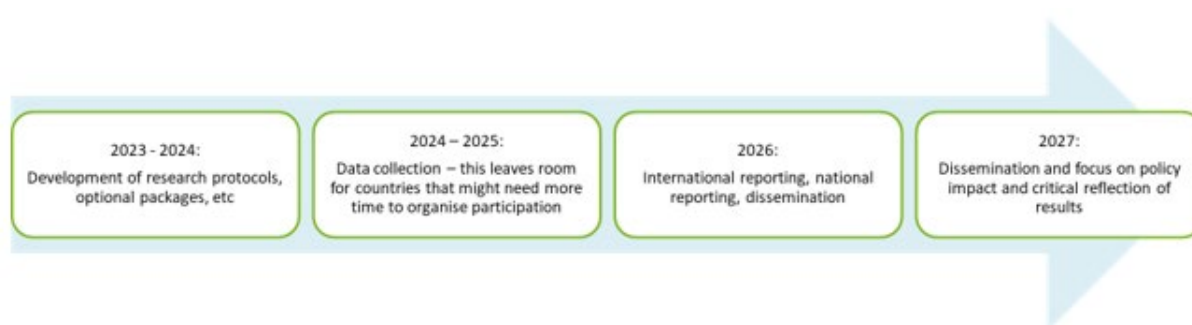 2023 - 2024:
Development of research protocols,
optional packages, etc
2024 – 2025:
Data collection – this leaves room
for countries that might need more
time to organise participation
2026:
International reporting, national
reporting, dissemination
2027:
Dissemination and focus on policy
impact and critical reflection of
results